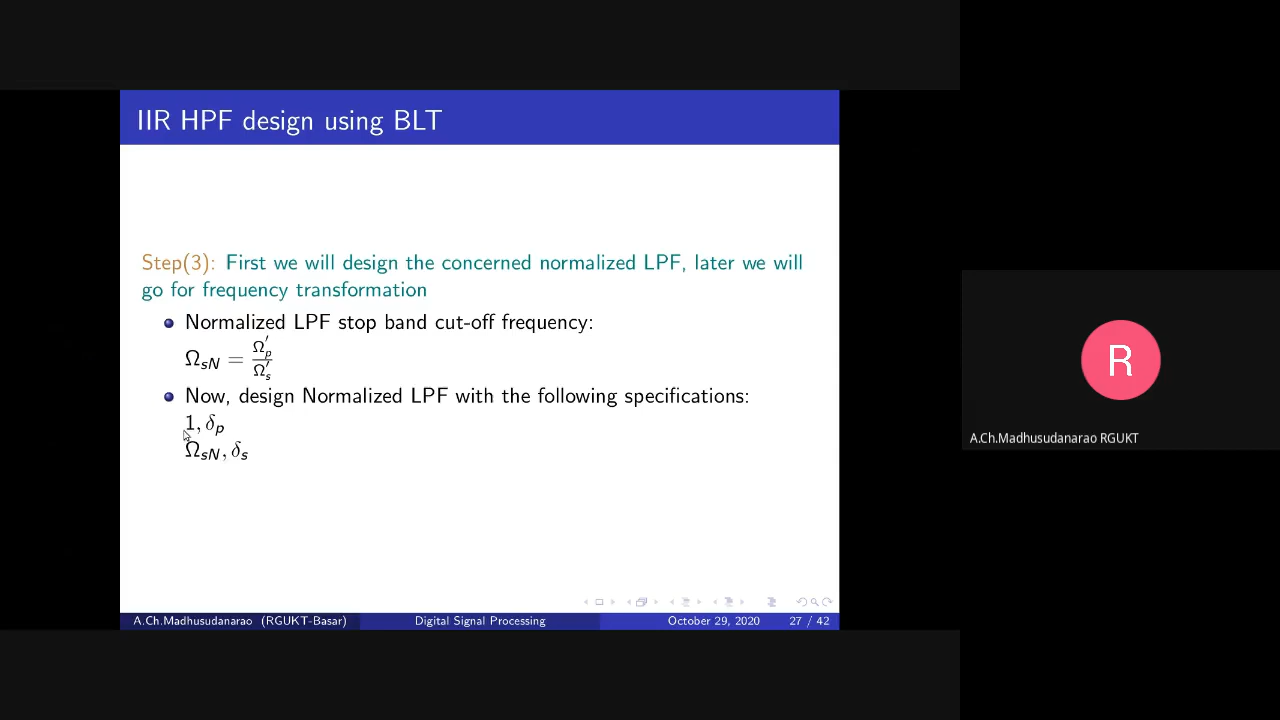 IIR HPF design using BLT
Step(3): First we will design the concerned normalized LPF, later we will
go for frequency transformation
Normalized LPF stop band cut-off frequency:
Ω_sN = Ω′_p / Ω′_s
Now, design Normalized LPF with the following specifications:
1, δ_p
Ω_sN, δ_s
A.Ch.Madhusudanarao (RGUKT-Basar) Digital Signal Processing October 29, 2020 27 / 42
R
A.Ch.Madhusudanarao RGUKT